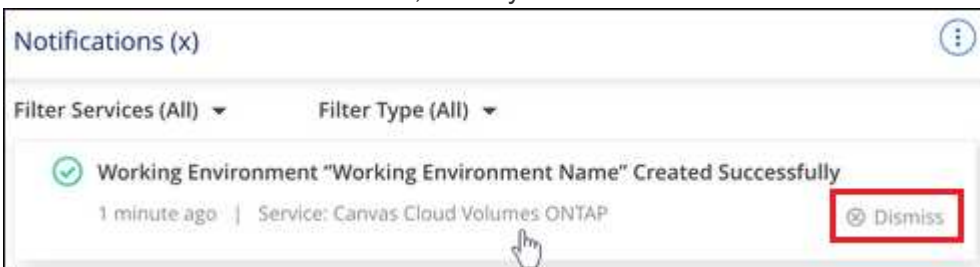 Notifications (x)
Filter Services (All)
Filter Type (All)
Working Environment “Working Environment Name” Created Successfully
1 minute ago | Service: Canvas Cloud Volumes ONTAP
Dismiss